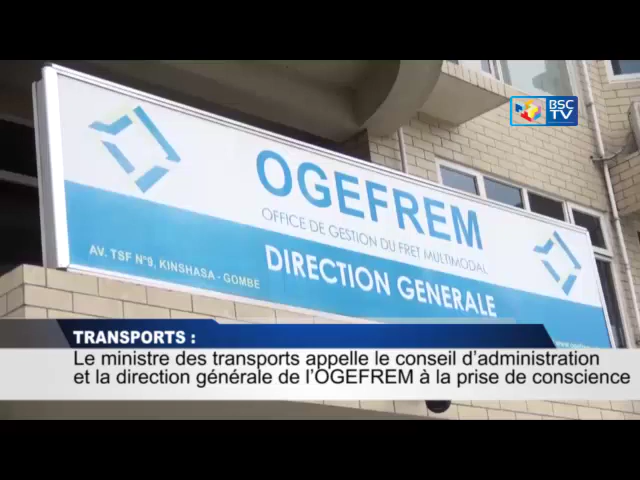 BSC
TV
OGEFREM
OFFICE DE GESTION DU FRET MULTIMODAL
DIRECTION GENERALE
AV. TSF N°9, KINSHASA - GOMBE
TRANSPORTS :
Le ministre des transports appelle le conseil d'administration
et la direction générale de l'OGEFREM à la prise de conscience